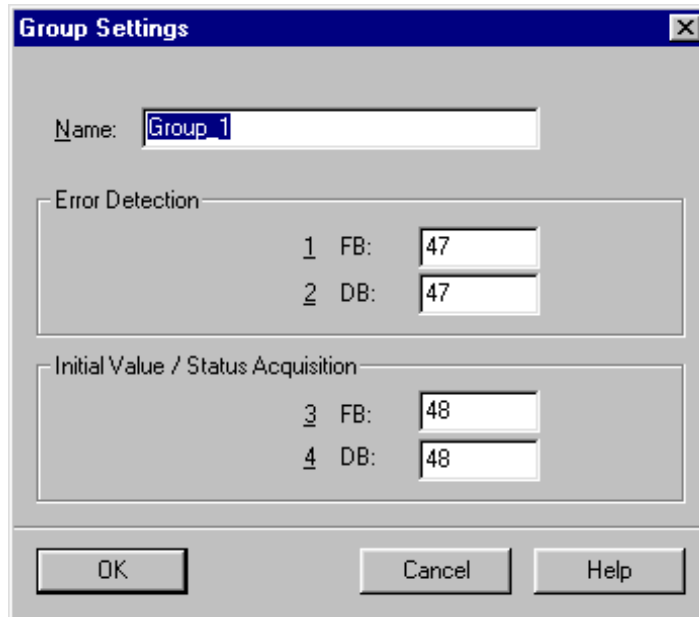 Group Settings
Name: Group_1
Error Detection
1 FB: 47
2 DB: 47
Initial Value / Status Acquisition
3 FB: 48
4 DB: 48
OK Cancel Help